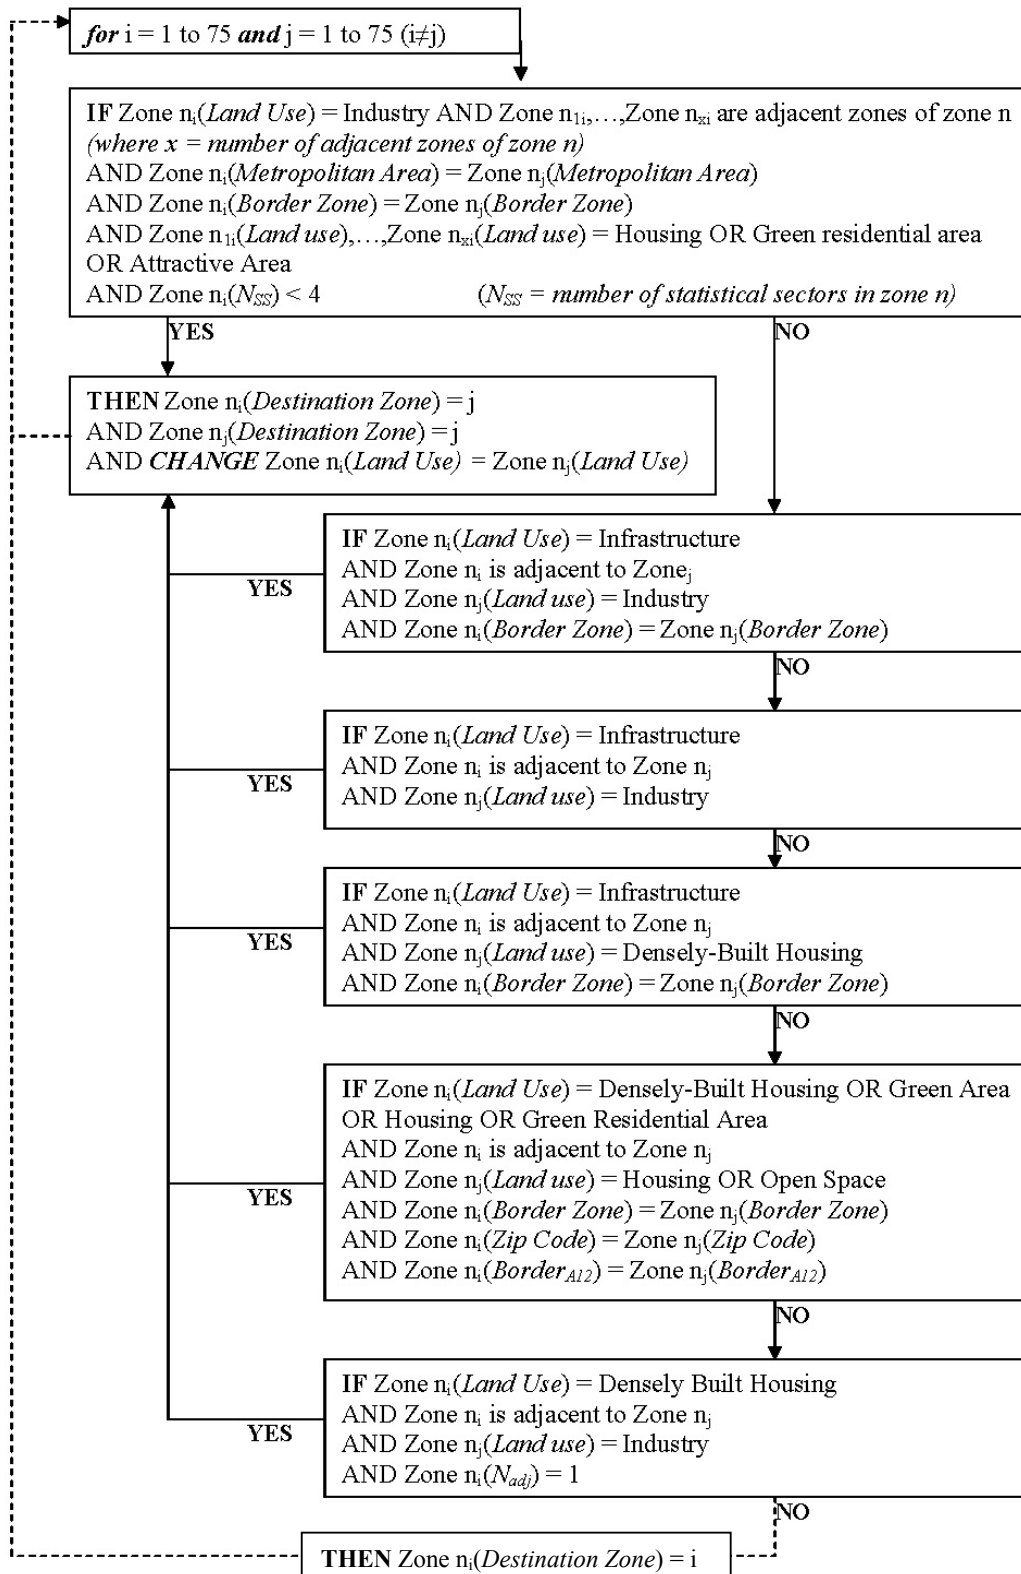 for i = 1 to 75 and j = 1 to 75 (i≠j)
IF Zone nᵢ(Land Use) = Industry AND Zone n₁ᵢ,…,Zone nₓᵢ are adjacent zones of zone n
(where x = number of adjacent zones of zone n)
AND Zone nᵢ(Metropolitan Area) = Zone nⱼ(Metropolitan Area)
AND Zone nᵢ(Border Zone) = Zone nⱼ(Border Zone)
AND Zone n₁ᵢ(Land use),…,Zone nₓᵢ(Land use) = Housing OR Green residential area
OR Attractive Area
AND Zone nᵢ(N_SS) < 4 (N_SS = number of statistical sectors in zone n)
YES
NO
THEN Zone nᵢ(Destination Zone) = j
AND Zone nⱼ(Destination Zone) = j
AND CHANGE Zone nᵢ(Land Use) = Zone nⱼ(Land Use)
IF Zone nᵢ(Land Use) = Infrastructure
AND Zone nᵢ is adjacent to Zoneⱼ
AND Zone nⱼ(Land use) = Industry
AND Zone nᵢ(Border Zone) = Zone nⱼ(Border Zone)
YES
NO
IF Zone nᵢ(Land Use) = Infrastructure
AND Zone nᵢ is adjacent to Zone nⱼ
AND Zone nⱼ(Land use) = Industry
YES
NO
IF Zone nᵢ(Land Use) = Infrastructure
AND Zone nᵢ is adjacent to Zone nⱼ
AND Zone nⱼ(Land use) = Densely-Built Housing
AND Zone nᵢ(Border Zone) = Zone nⱼ(Border Zone)
YES
NO
IF Zone nᵢ(Land Use) = Densely-Built Housing OR Green Area
OR Housing OR Green Residential Area
AND Zone nᵢ is adjacent to Zone nⱼ
AND Zone nⱼ(Land use) = Housing OR Open Space
AND Zone nᵢ(Border Zone) = Zone nⱼ(Border Zone)
AND Zone nᵢ(Zip Code) = Zone nⱼ(Zip Code)
AND Zone nᵢ(Border_A12) = Zone nⱼ(Border_A12)
YES
NO
IF Zone nᵢ(Land Use) = Densely Built Housing
AND Zone nᵢ is adjacent to Zone nⱼ
AND Zone nⱼ(Land use) = Industry
AND Zone nᵢ(N_adj) = 1
YES
NO
THEN Zone nᵢ(Destination Zone) = i